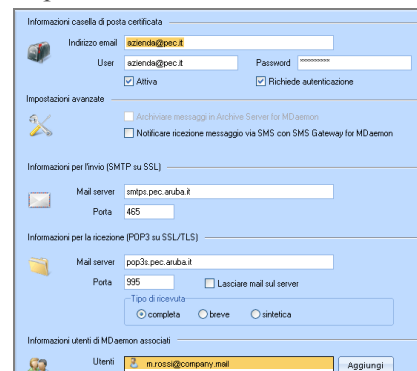 Informazioni casella di posta certificata
Indirizzo email azienda@pec.it
User azienda@pec.it Password **********
Attiva Richiede autenticazione
Impostazioni avanzate
Archiviare messaggi in Archive Server for MDaemon
Notificare ricezione messaggio via SMS con SMS Gateway for MDaemon
Informazioni per l'invio (SMTP su SSL)
Mail server smtps.pec.aruba.it
Porta 465
Informazioni per la ricezione (POP3 su SSL/TLS)
Mail server pop3s.pec.aruba.it
Porta 995 Lasciare mail sul server
Tipo di ricevuta
completa breve sintetica
Informazioni utenti di MDaemon associati
Utenti m.rossi@company.mail Aggiungi